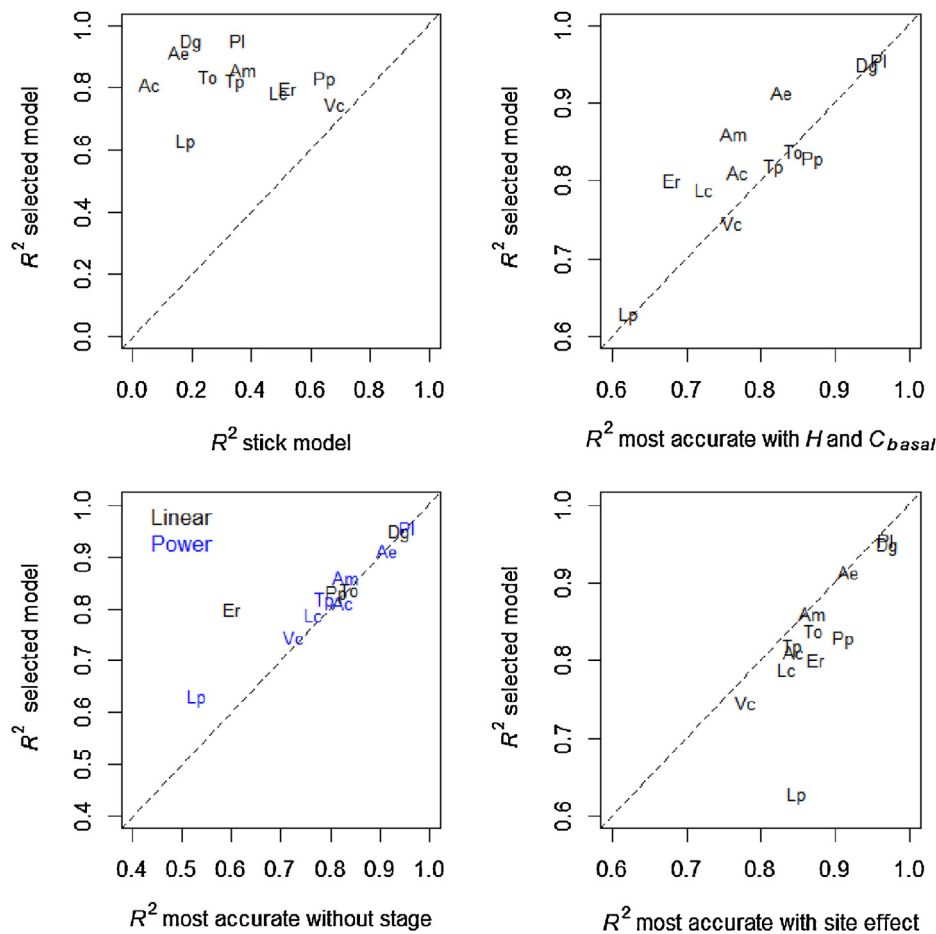 R² selected model
0.0 0.2 0.4 0.6 0.8 1.0
Dg Pl
Ae
Am
To Tp
Ac
Lc Er Pp
Vc
Lp
0.0 0.2 0.4 0.6 0.8 1.0
R² stick model
R² selected model
0.6 0.7 0.8 0.9 1.0
Dg Pl
Ae
Am
To Pp
Tp
Ac
Er
Lc
Vc
Lp
0.6 0.7 0.8 0.9 1.0
R² most accurate with H and C basal
R² selected model
0.4 0.5 0.6 0.7 0.8 0.9 1.0
Linear
Power
Dg Pl
Ae
Am
Pp To
Tp Ac
Er
Lc
Vc
Lp
0.4 0.5 0.6 0.7 0.8 0.9 1.0
R² most accurate without stage
R² selected model
0.6 0.7 0.8 0.9 1.0
Pl
Dg
Ae
Am
To Pp
Tp
Ac Er
Lc
Vc
Lp
0.6 0.7 0.8 0.9 1.0
R² most accurate with site effect